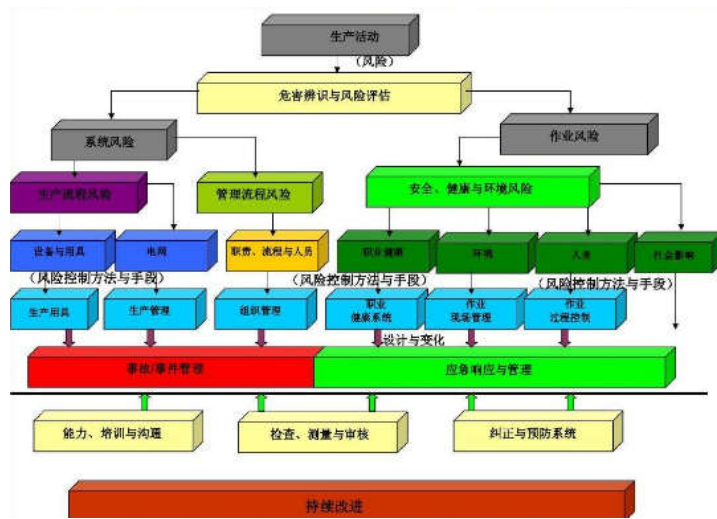 生产活动
（风险）
危害辨识与风险评估
系统风险
作业风险
生产流程风险
管理流程风险
安全、健康与环境风险
设备与用具
电网
职责、流程与人员
职业健康
环境
人身
社会影响
（风险控制方法与手段）
（风险控制方法与手段）
（风险控制方法与手段）
生产用具
生产管理
组织管理
职业
健康系统
作业
现场管理
作业
过程控制
设计与变化
事故/事件管理
应急响应与管理
能力、培训与沟通
检查、测量与审核
纠正与预防系统
持续改进